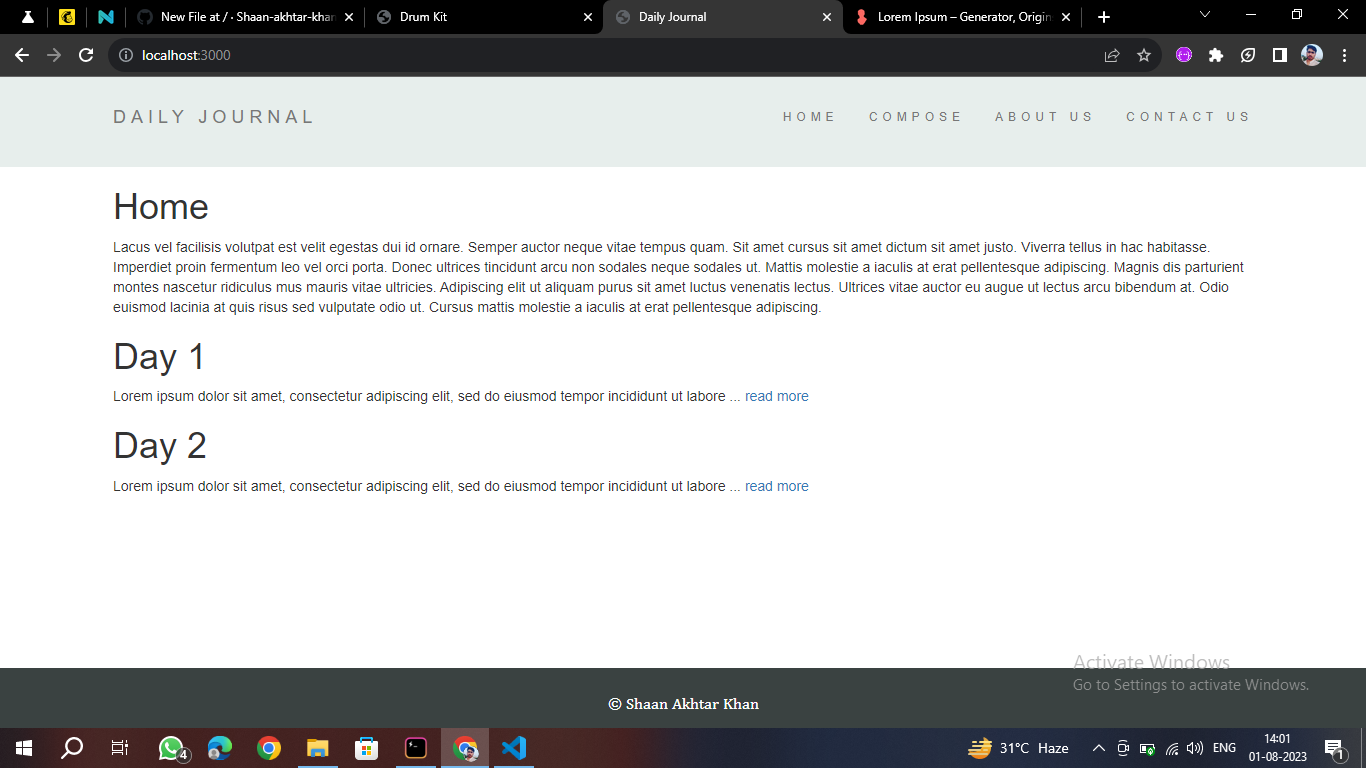 New File at / · Shaan-akhtar-khan
Drum Kit
Daily Journal
Lorem Ipsum – Generator, Origin
localhost:3000
DAILY JOURNAL
HOME
COMPOSE
ABOUT US
CONTACT US
Home
Lacus vel facilisis volutpat est velit egestas dui id ornare. Semper auctor neque vitae tempus quam. Sit amet cursus sit amet dictum sit amet justo. Viverra tellus in hac habitasse.
Imperdiet proin fermentum leo vel orci porta. Donec ultrices tincidunt arcu non sodales neque sodales ut. Mattis molestie a iaculis at erat pellentesque adipiscing. Magnis dis parturient
montes nascetur ridiculus mus mauris vitae ultricies. Adipiscing elit ut aliquam purus sit amet luctus venenatis lectus. Ultrices vitae auctor eu augue ut lectus arcu bibendum at. Odio
euismod lacinia at quis risus sed vulputate odio ut. Cursus mattis molestie a iaculis at erat pellentesque adipiscing.
Day 1
Lorem ipsum dolor sit amet, consectetur adipiscing elit, sed do eiusmod tempor incididunt ut labore ... read more
Day 2
Lorem ipsum dolor sit amet, consectetur adipiscing elit, sed do eiusmod tempor incididunt ut labore ... read more
Activate Windows
Go to Settings to activate Windows.
© Shaan Akhtar Khan
4
31°C Haze
ENG
14:01
01-08-2023
1